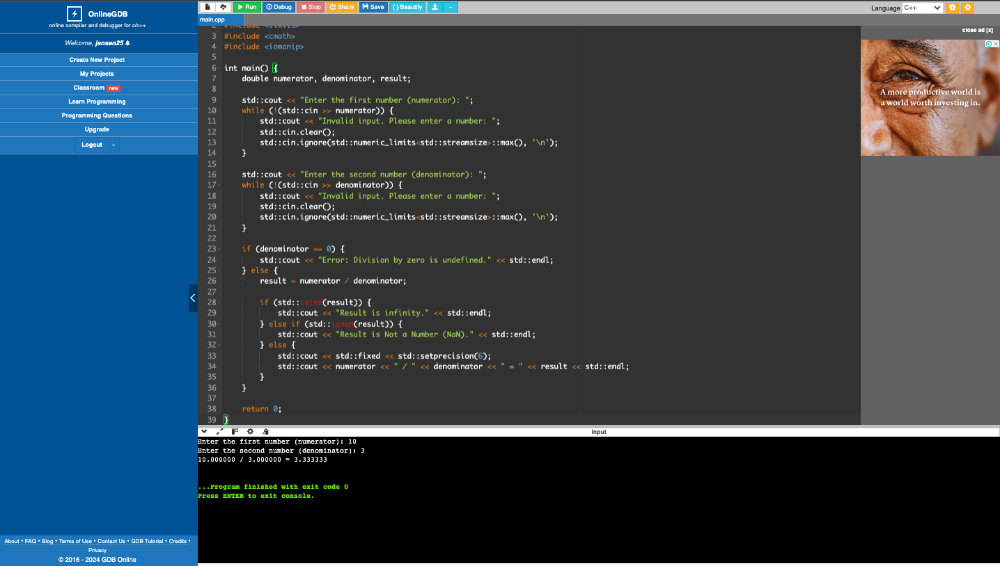 OnlineGDB
online compiler and debugger for c/c++
Welcome, jansan25
Create New Project
My Projects
Classroom new
Learn Programming
Programming Questions
Upgrade
Logout
About • FAQ • Blog • Terms of Use • Contact Us • GDB Tutorial • Credits •
Privacy
© 2016 - 2024 GDB Online
Run Debug Stop Share Save {} Beautify
Language C++
main.cpp
2 #include <limits>
3 #include <cmath>
4 #include <iomanip>
5
6 int main() {
7 double numerator, denominator, result;
8
9 std::cout << "Enter the first number (numerator): ";
10 while (!(std::cin >> numerator)) {
11 std::cout << "Invalid input. Please enter a number: ";
12 std::cin.clear();
13 std::cin.ignore(std::numeric_limits<std::streamsize>::max(), '\n');
14 }
15
16 std::cout << "Enter the second number (denominator): ";
17 while (!(std::cin >> denominator)) {
18 std::cout << "Invalid input. Please enter a number: ";
19 std::cin.clear();
20 std::cin.ignore(std::numeric_limits<std::streamsize>::max(), '\n');
21 }
22
23 if (denominator == 0) {
24 std::cout << "Error: Division by zero is undefined." << std::endl;
25 } else {
26 result = numerator / denominator;
27
28 if (std::isinf(result)) {
29 std::cout << "Result is infinity." << std::endl;
30 } else if (std::isnan(result)) {
31 std::cout << "Result is Not a Number (NaN)." << std::endl;
32 } else {
33 std::cout << std::fixed << std::setprecision(6);
34 std::cout << numerator << " / " << denominator << " = " << result << std::endl;
35 }
36 }
37
38 return 0;
39 }
close ad [x]
A more productive world is
a world worth investing in.
input
Enter the first number (numerator): 10
Enter the second number (denominator): 3
10.000000 / 3.000000 = 3.333333
...Program finished with exit code 0
Press ENTER to exit console.